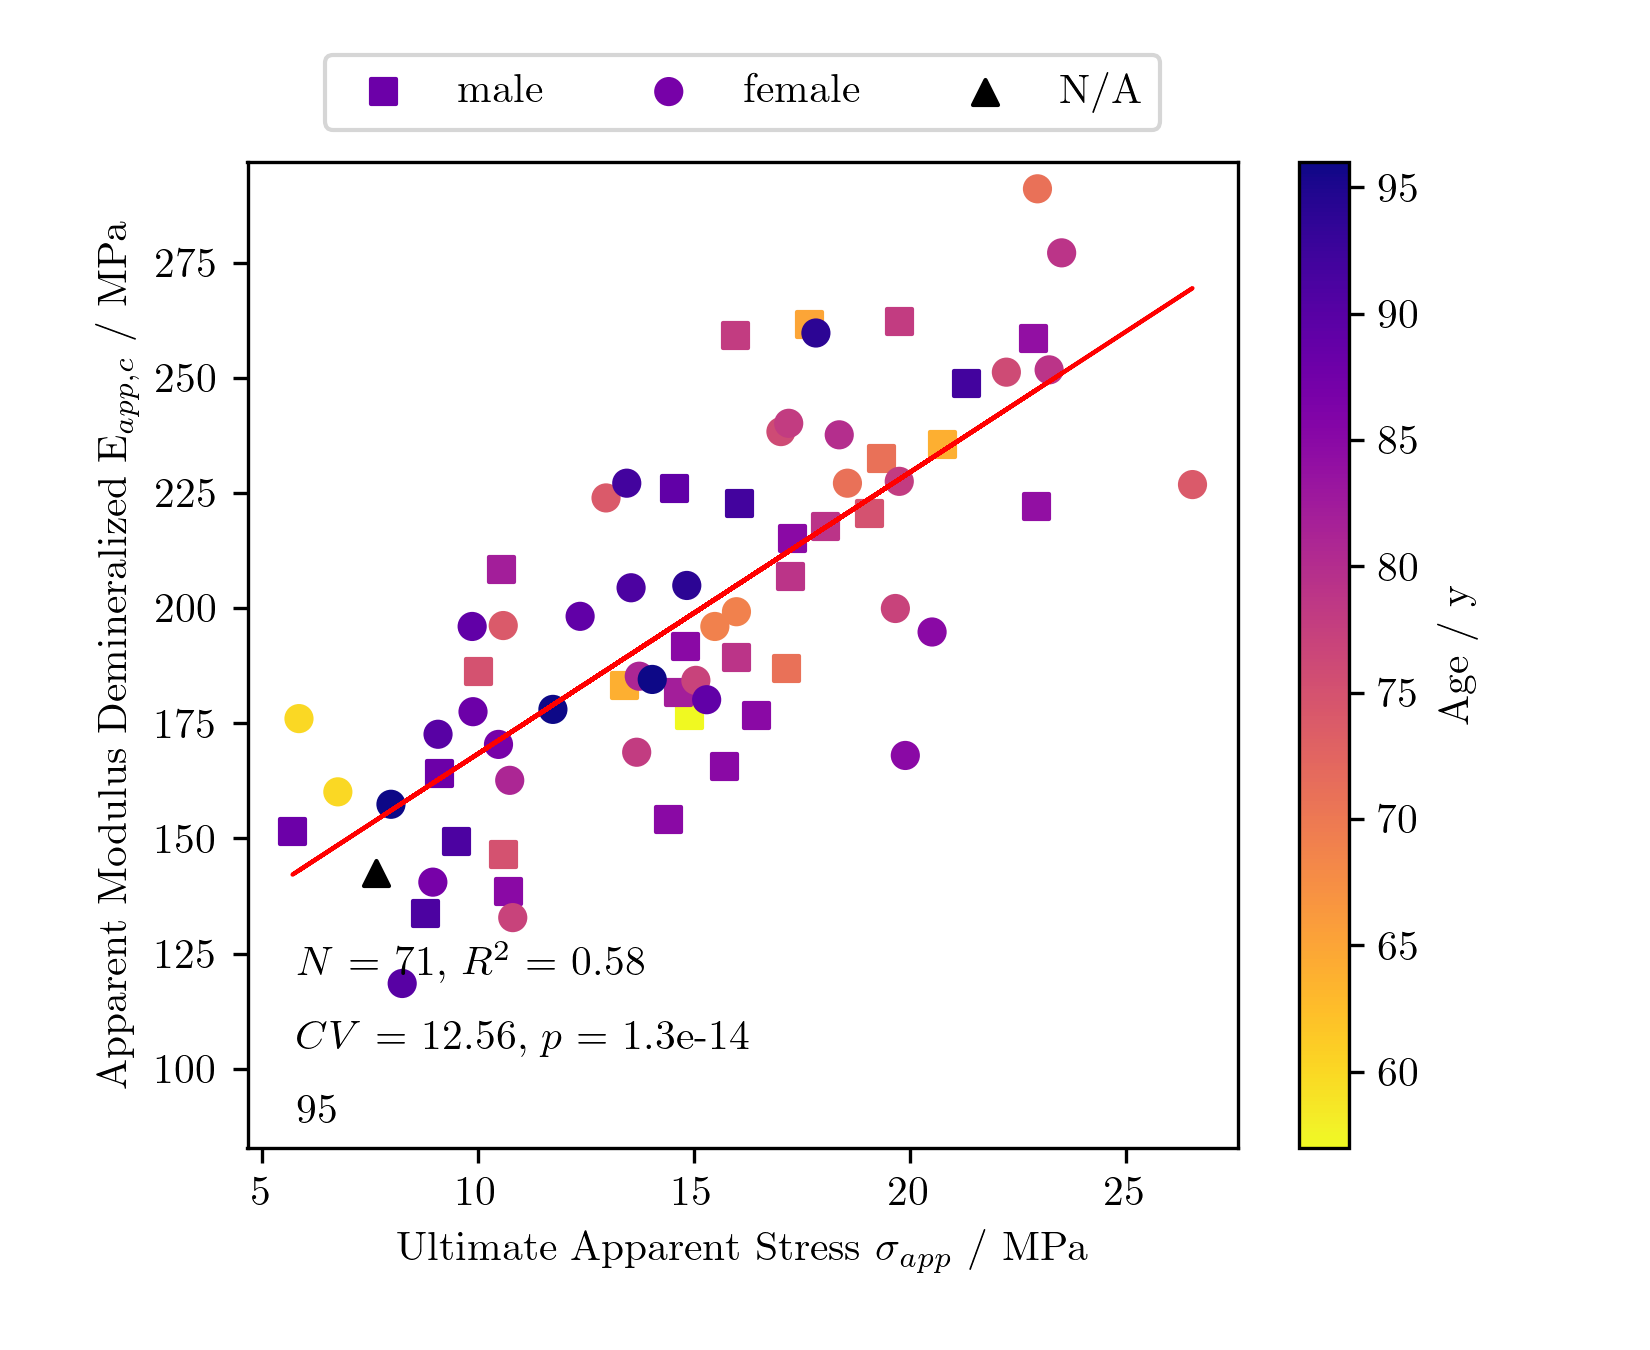 male female N/A
Apparent Modulus Demineralized E_app,c / MPa
275
250
225
200
175
150
125
100
N = 71, R² = 0.58
CV = 12.56, p = 1.3e-14
95
5 10 15 20 25
Ultimate Apparent Stress σ_app / MPa
95
90
85
80
75
70
65
60
Age / y